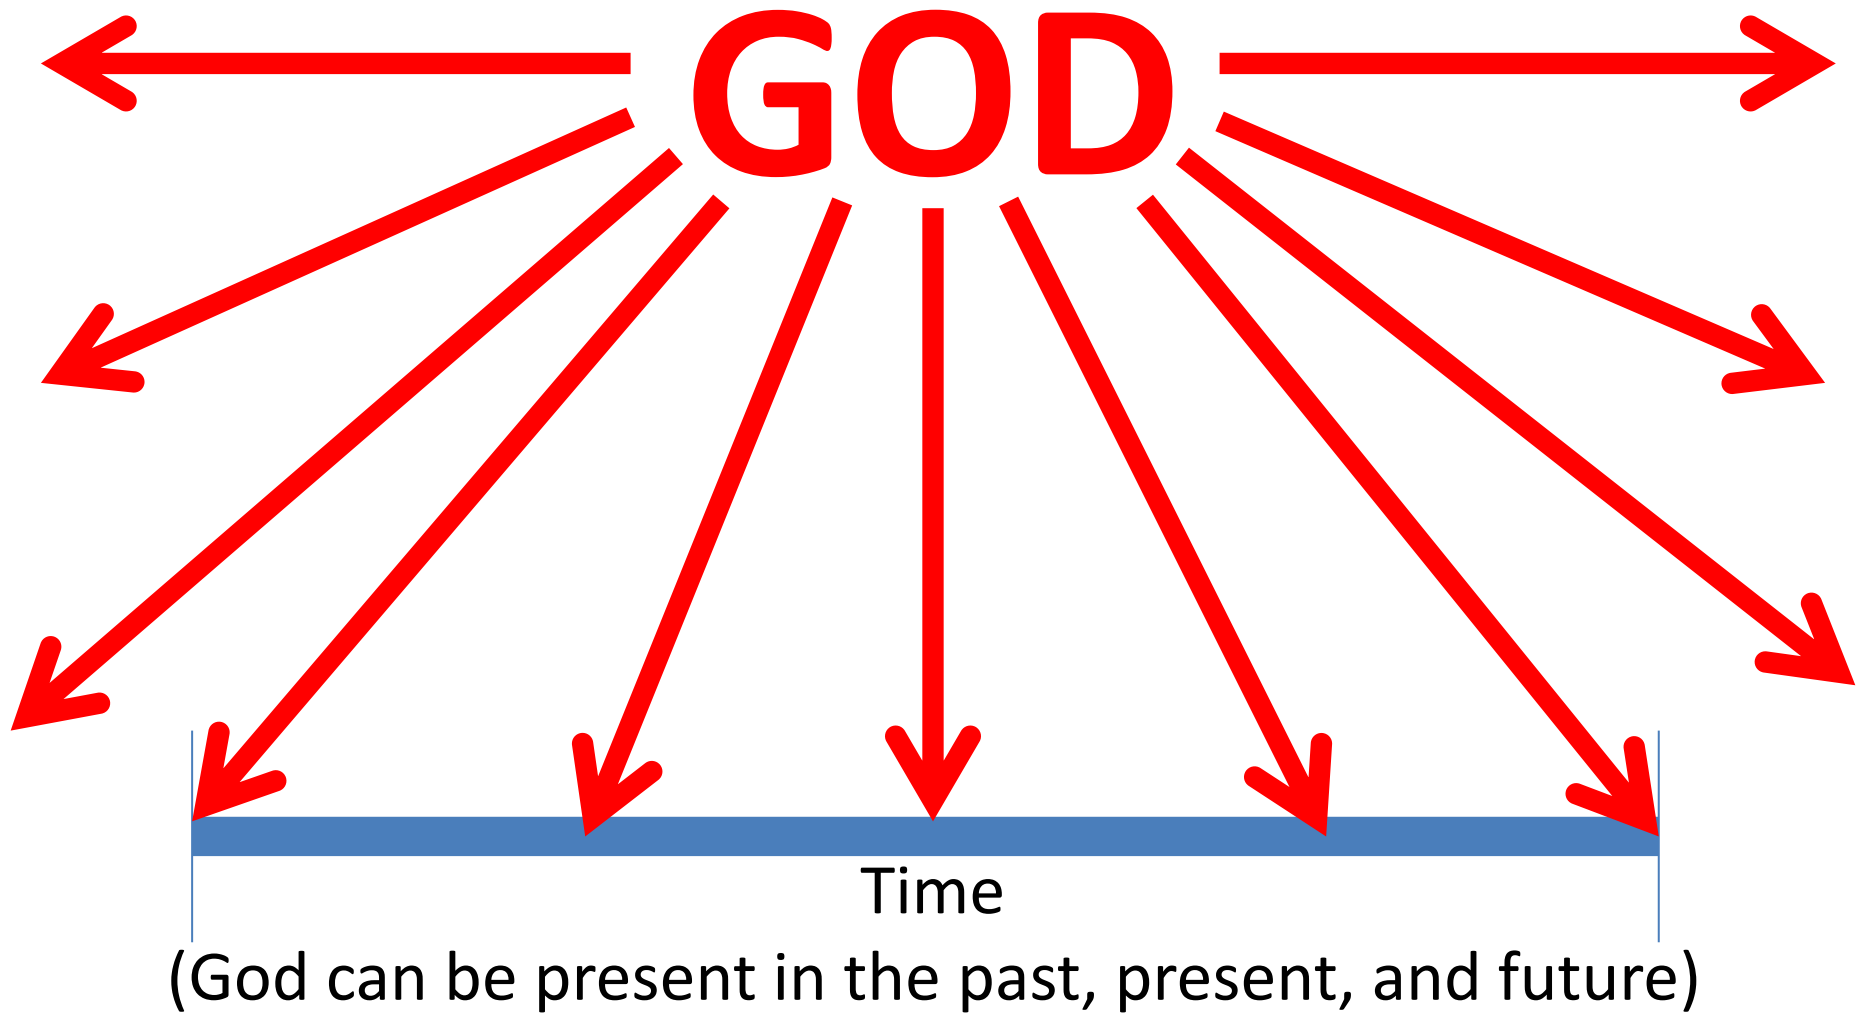 GOD
Time
(God can be present in the past, present, and future)